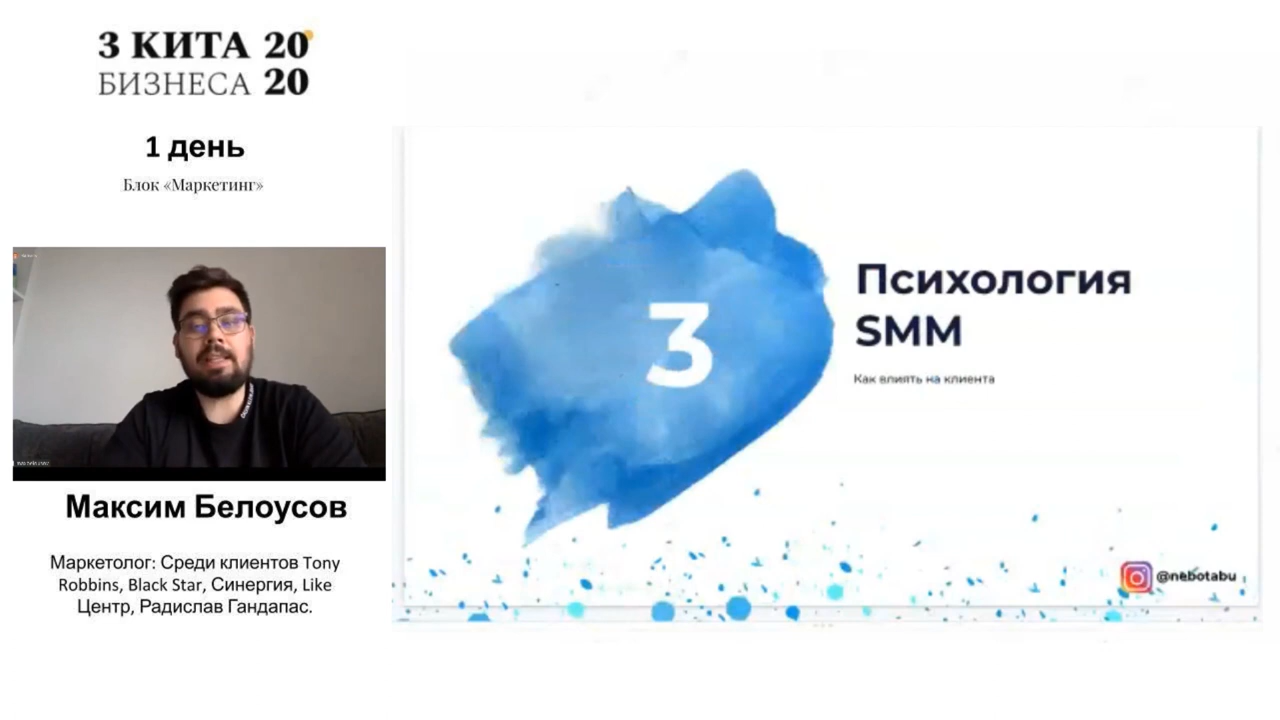 3 КИТА 20
БИЗНЕСА 20
1 день
Блок «Маркетинг»
Максим Белоусов
Маркетолог: Среди клиентов Tony
Robbins, Black Star, Синергия, Like
Центр, Радислав Гандапас.
3
Психология
SMM
Как влиять на клиента
@nebotabu